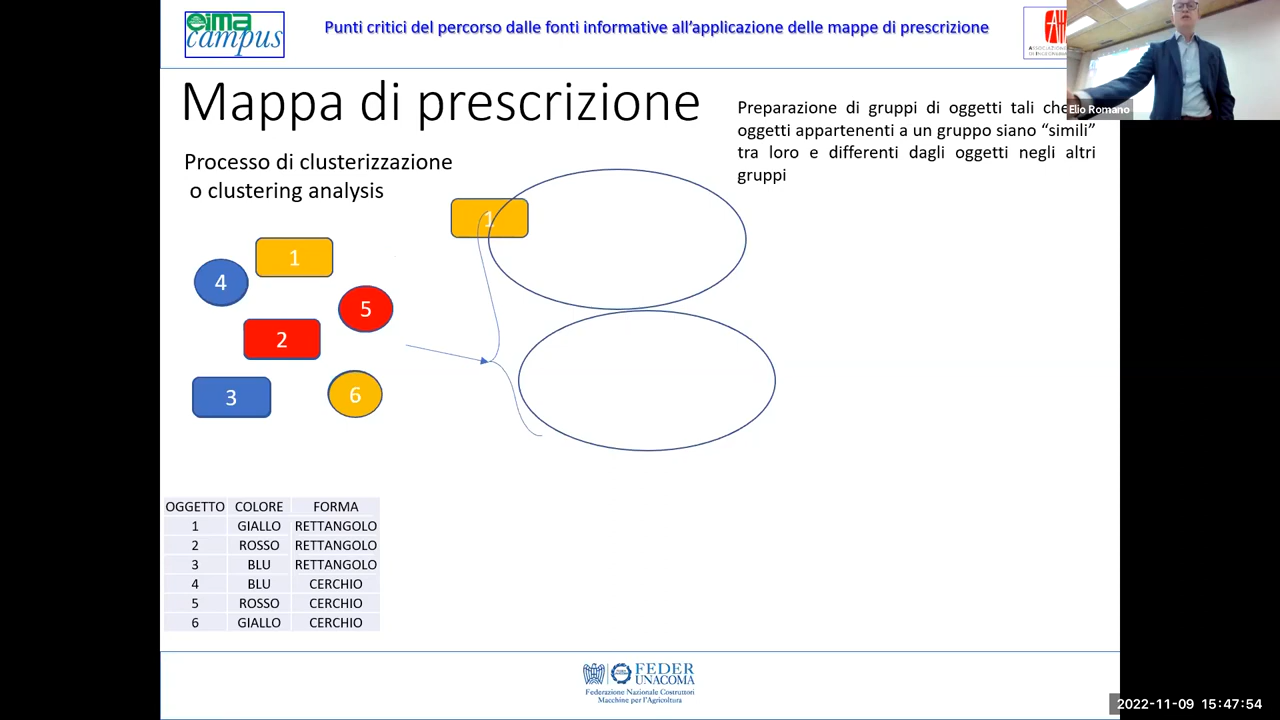 eima
campus
Punti critici del percorso dalle fonti informative all’applicazione delle mappe di prescrizione
Elio Romano
Mappa di prescrizione
Preparazione di gruppi di oggetti tali che
oggetti appartenenti a un gruppo siano “simili”
tra loro e differenti dagli oggetti negli altri
gruppi
Processo di clusterizzazione
o clustering analysis
1
1
4
5
2
3
6
OGGETTO COLORE FORMA
1 GIALLO RETTANGOLO
2 ROSSO RETTANGOLO
3 BLU RETTANGOLO
4 BLU CERCHIO
5 ROSSO CERCHIO
6 GIALLO CERCHIO
FEDER
UNACOMA
Federazione Nazionale Costruttori
Macchine per l'Agricoltura
2022-11-09 15:47:54